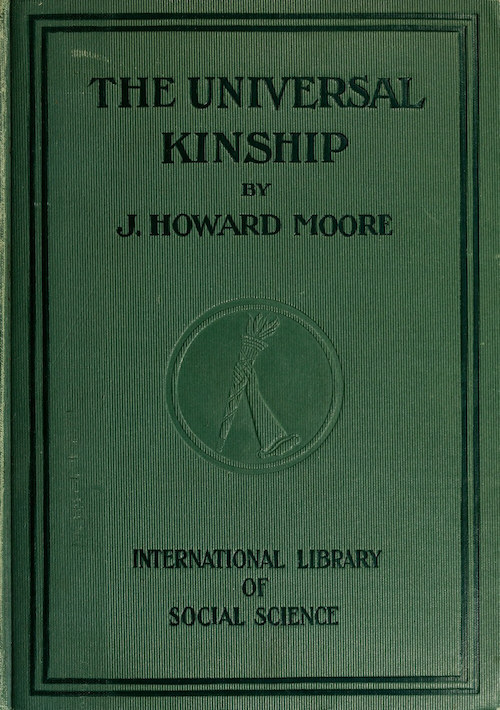 THE UNIVERSAL
KINSHIP
BY
J. HOWARD MOORE
INTERNATIONAL LIBRARY
OF
SOCIAL SCIENCE